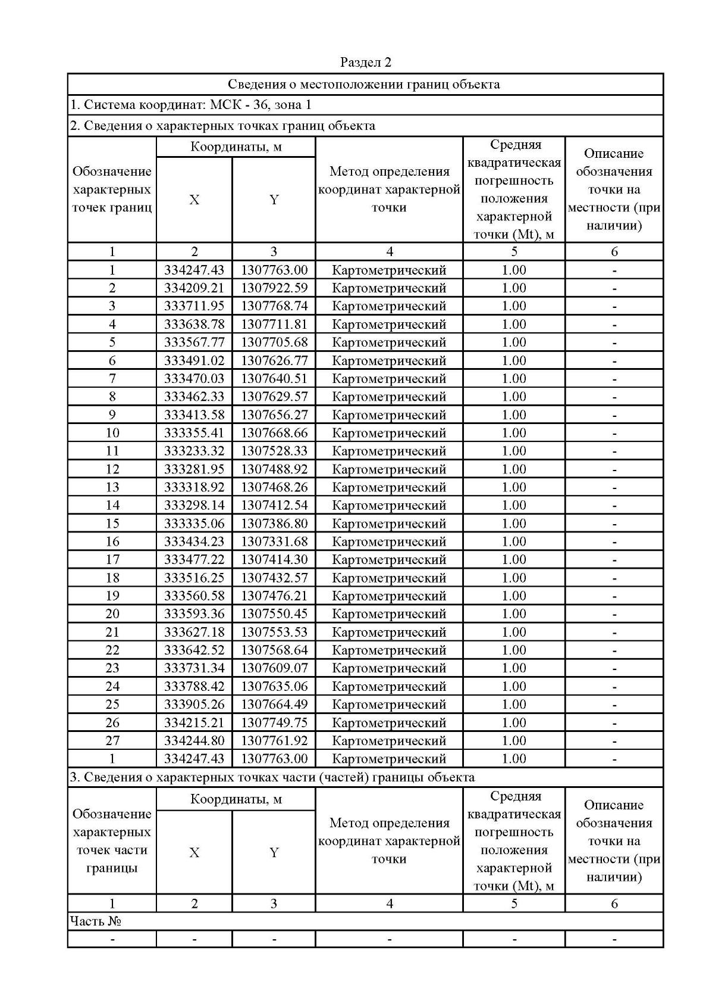 Раздел 2
Сведения о местоположении границ объекта
1. Система координат: МСК - 36, зона 1
2. Сведения о характерных точках границ объекта
Обозначение характерных точек границ | Координаты, м | Метод определения координат характерной точки | Средняя квадратическая погрешность положения характерной точки (Mt), м | Описание обозначения точки на местности (при наличии)
X | Y
1 | 2 | 3 | 4 | 5 | 6
1 | 334247.43 | 1307763.00 | Картометрический | 1.00 | -
2 | 334209.21 | 1307922.59 | Картометрический | 1.00 | -
3 | 333711.95 | 1307768.74 | Картометрический | 1.00 | -
4 | 333638.78 | 1307711.81 | Картометрический | 1.00 | -
5 | 333567.77 | 1307705.68 | Картометрический | 1.00 | -
6 | 333491.02 | 1307626.77 | Картометрический | 1.00 | -
7 | 333470.03 | 1307640.51 | Картометрический | 1.00 | -
8 | 333462.33 | 1307629.57 | Картометрический | 1.00 | -
9 | 333413.58 | 1307656.27 | Картометрический | 1.00 | -
10 | 333355.41 | 1307668.66 | Картометрический | 1.00 | -
11 | 333233.32 | 1307528.33 | Картометрический | 1.00 | -
12 | 333281.95 | 1307488.92 | Картометрический | 1.00 | -
13 | 333318.92 | 1307468.26 | Картометрический | 1.00 | -
14 | 333298.14 | 1307412.54 | Картометрический | 1.00 | -
15 | 333335.06 | 1307386.80 | Картометрический | 1.00 | -
16 | 333434.23 | 1307331.68 | Картометрический | 1.00 | -
17 | 333477.22 | 1307414.30 | Картометрический | 1.00 | -
18 | 333516.25 | 1307432.57 | Картометрический | 1.00 | -
19 | 333560.58 | 1307476.21 | Картометрический | 1.00 | -
20 | 333593.36 | 1307550.45 | Картометрический | 1.00 | -
21 | 333627.18 | 1307553.53 | Картометрический | 1.00 | -
22 | 333642.52 | 1307568.64 | Картометрический | 1.00 | -
23 | 333731.34 | 1307609.07 | Картометрический | 1.00 | -
24 | 333788.42 | 1307635.06 | Картометрический | 1.00 | -
25 | 333905.26 | 1307664.49 | Картометрический | 1.00 | -
26 | 334215.21 | 1307749.75 | Картометрический | 1.00 | -
27 | 334244.80 | 1307761.92 | Картометрический | 1.00 | -
1 | 334247.43 | 1307763.00 | Картометрический | 1.00 | -
3. Сведения о характерных точках части (частей) границы объекта
Обозначение характерных точек части границы | Координаты, м | Метод определения координат характерной точки | Средняя квадратическая погрешность положения характерной точки (Mt), м | Описание обозначения точки на местности (при наличии)
X | Y
1 | 2 | 3 | 4 | 5 | 6
Часть №
- | - | - | - | - | -